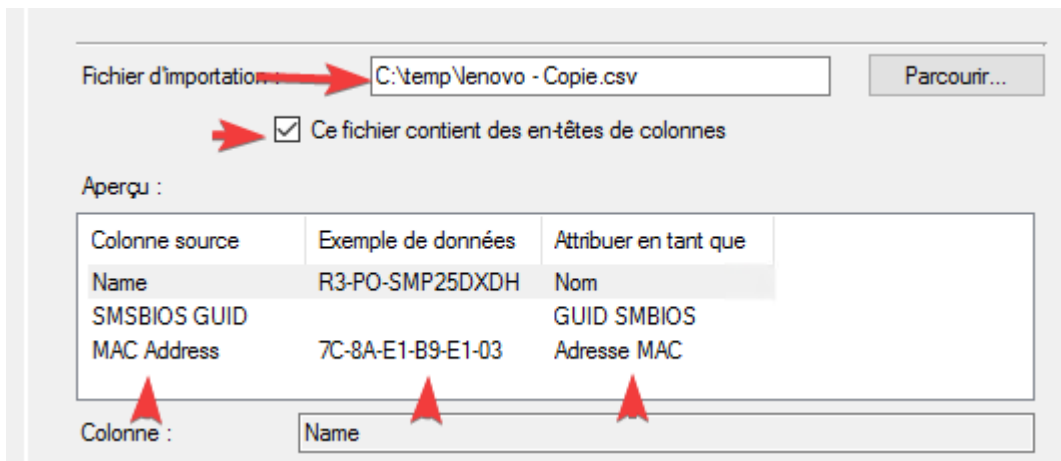 Fichier d'importation : C:\temp\lenovo - Copie.csv Parcourir...
Ce fichier contient des en-têtes de colonnes
Aperçu :
Colonne source Exemple de données Attribuer en tant que
Name R3-PO-SMP25DXDH Nom
SMSBIOS GUID GUID SMBIOS
MAC Address 7C-8A-E1-B9-E1-03 Adresse MAC
Colonne : Name